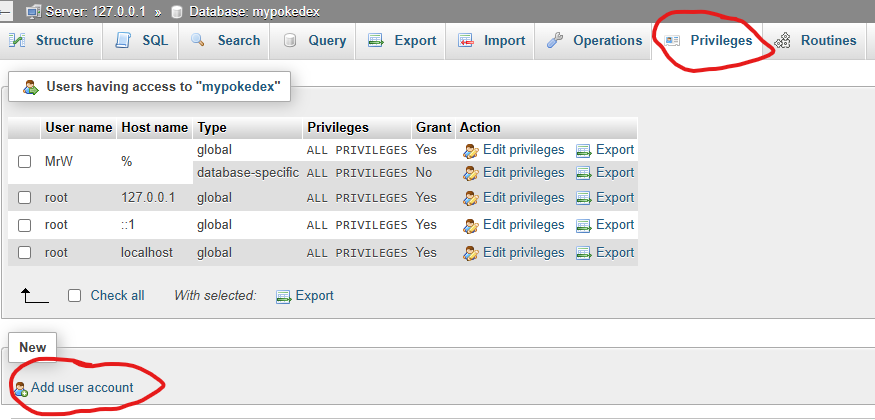 Server: 127.0.0.1 » Database: mypokedex
Structure SQL Search Query Export Import Operations Privileges Routines
Users having access to "mypokedex"
User name Host name Type Privileges Grant Action
MrW % global ALL PRIVILEGES Yes Edit privileges Export
database-specific ALL PRIVILEGES No Edit privileges Export
root 127.0.0.1 global ALL PRIVILEGES Yes Edit privileges Export
root ::1 global ALL PRIVILEGES Yes Edit privileges Export
root localhost global ALL PRIVILEGES Yes Edit privileges Export
Check all With selected: Export
New
Add user account